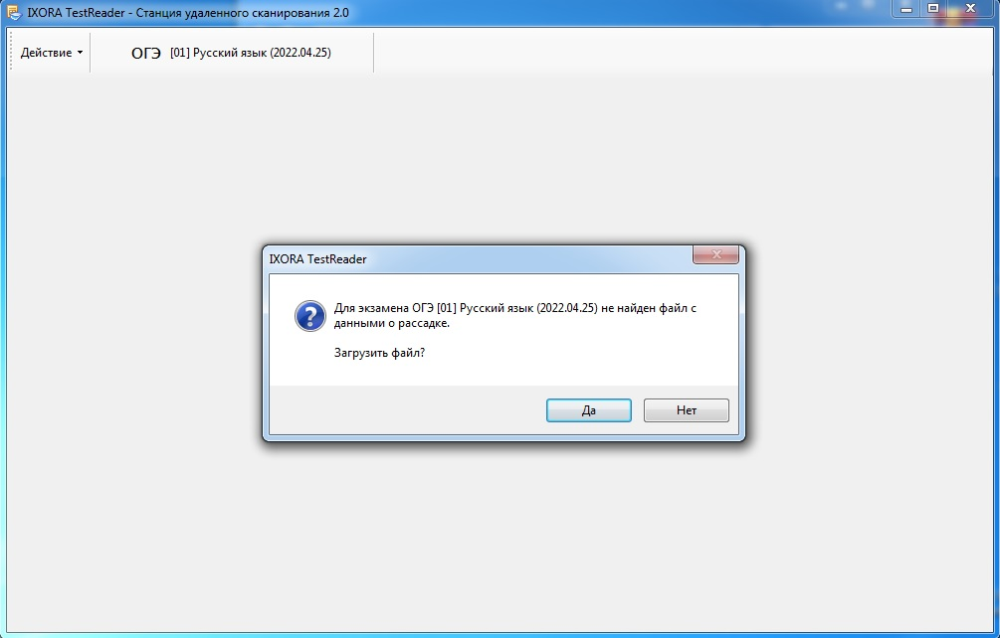 IXORA TestReader - Станция удаленного сканирования 2.0
Действие
ОГЭ [01] Русский язык (2022.04.25)
IXORA TestReader
Для экзамена ОГЭ [01] Русский язык (2022.04.25) не найден файл с
данными о рассадке.
Загрузить файл?
Да
Нет